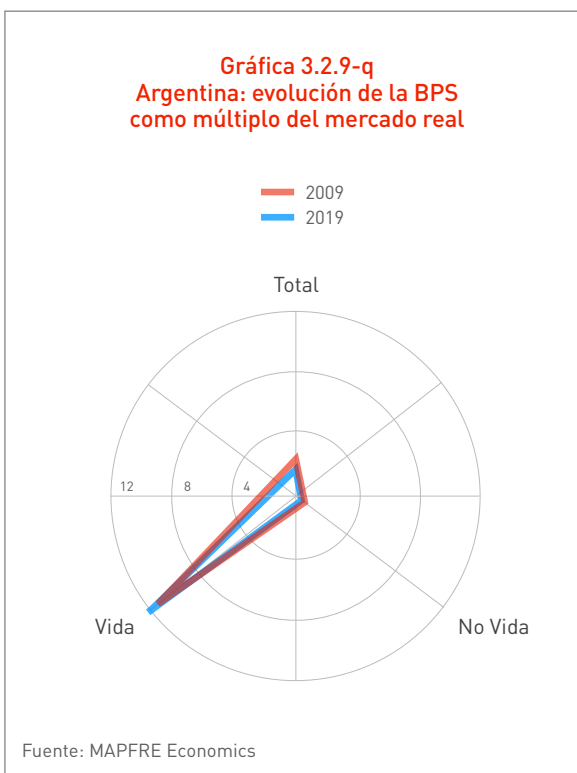 Gráfica 3.2.9-q
Argentina: evolución de la BPS
como múltiplo del mercado real
2009
2019
Total
12 8 4
Vida
No Vida
Fuente: MAPFRE Economics